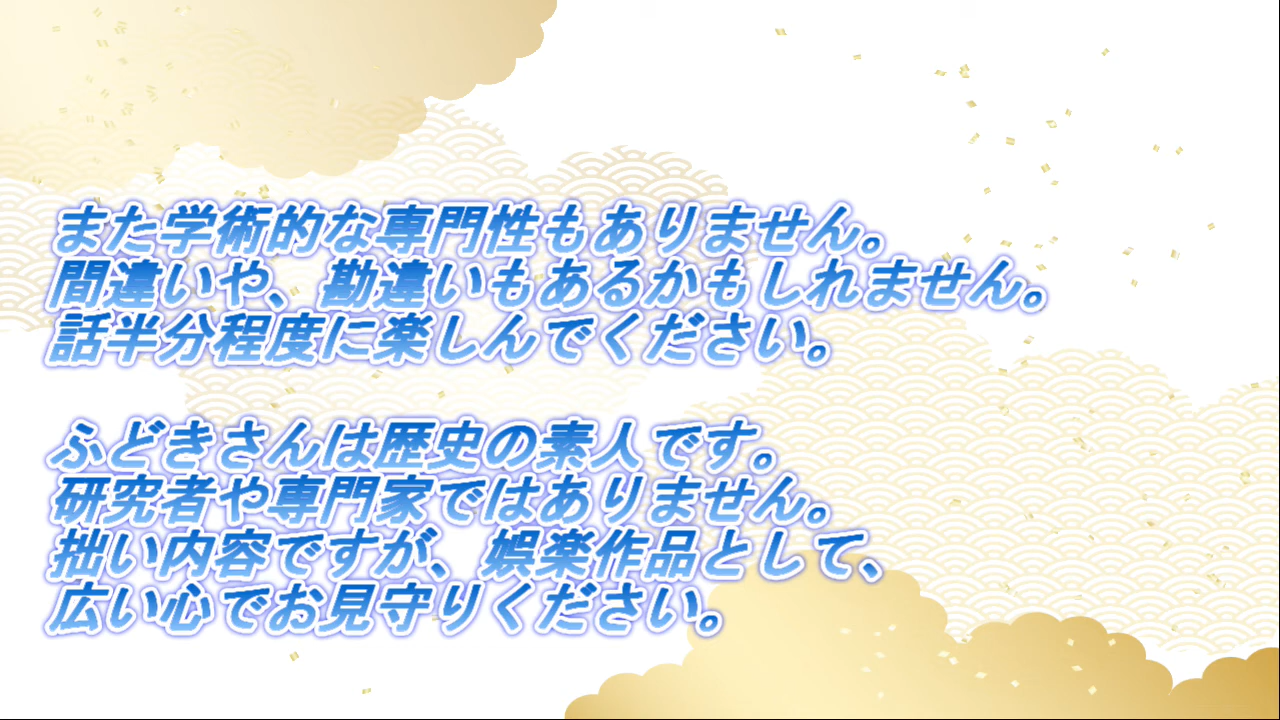 また学術的な専門性もありません。
間違いや、勘違いもあるかもしれません。
話半分程度に楽しんでください。
ふどきさんは歴史の素人です。
研究者や専門家ではありません。
拙い内容ですが、娯楽作品として、
広い心でお見守りください。